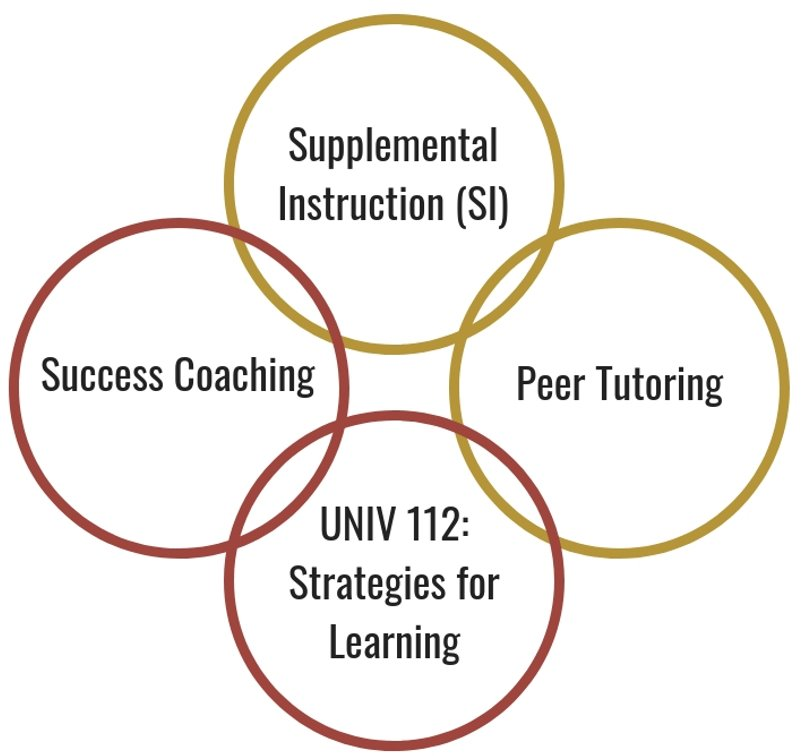 Supplemental
Instruction (SI)
Success Coaching
Peer Tutoring
UNIV 112:
Strategies for
Learning